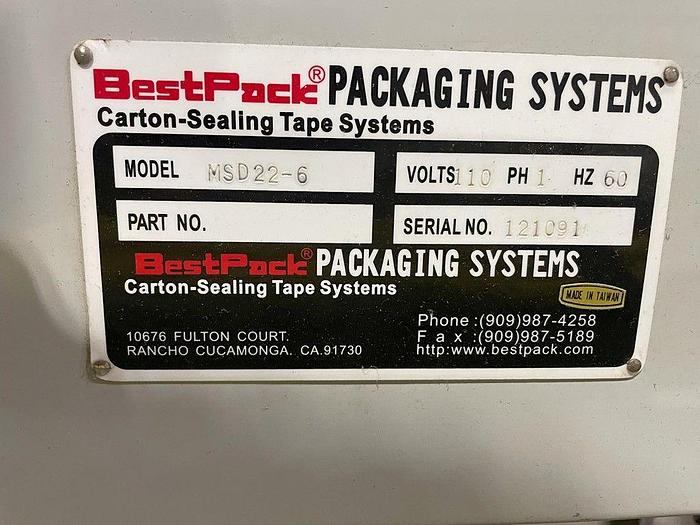 BestPack® PACKAGING SYSTEMS
Carton-Sealing Tape Systems
MODEL MSD22-6
VOLTS 110 PH 1 HZ 60
PART NO.
SERIAL NO. 121091
BestPack® PACKAGING SYSTEMS
Carton-Sealing Tape Systems
MADE IN TAIWAN
10676 FULTON COURT.
RANCHO CUCAMONGA. CA.91730
Phone :(909)987-4258
Fax :(909)987-5189
http:www.bestpack.com